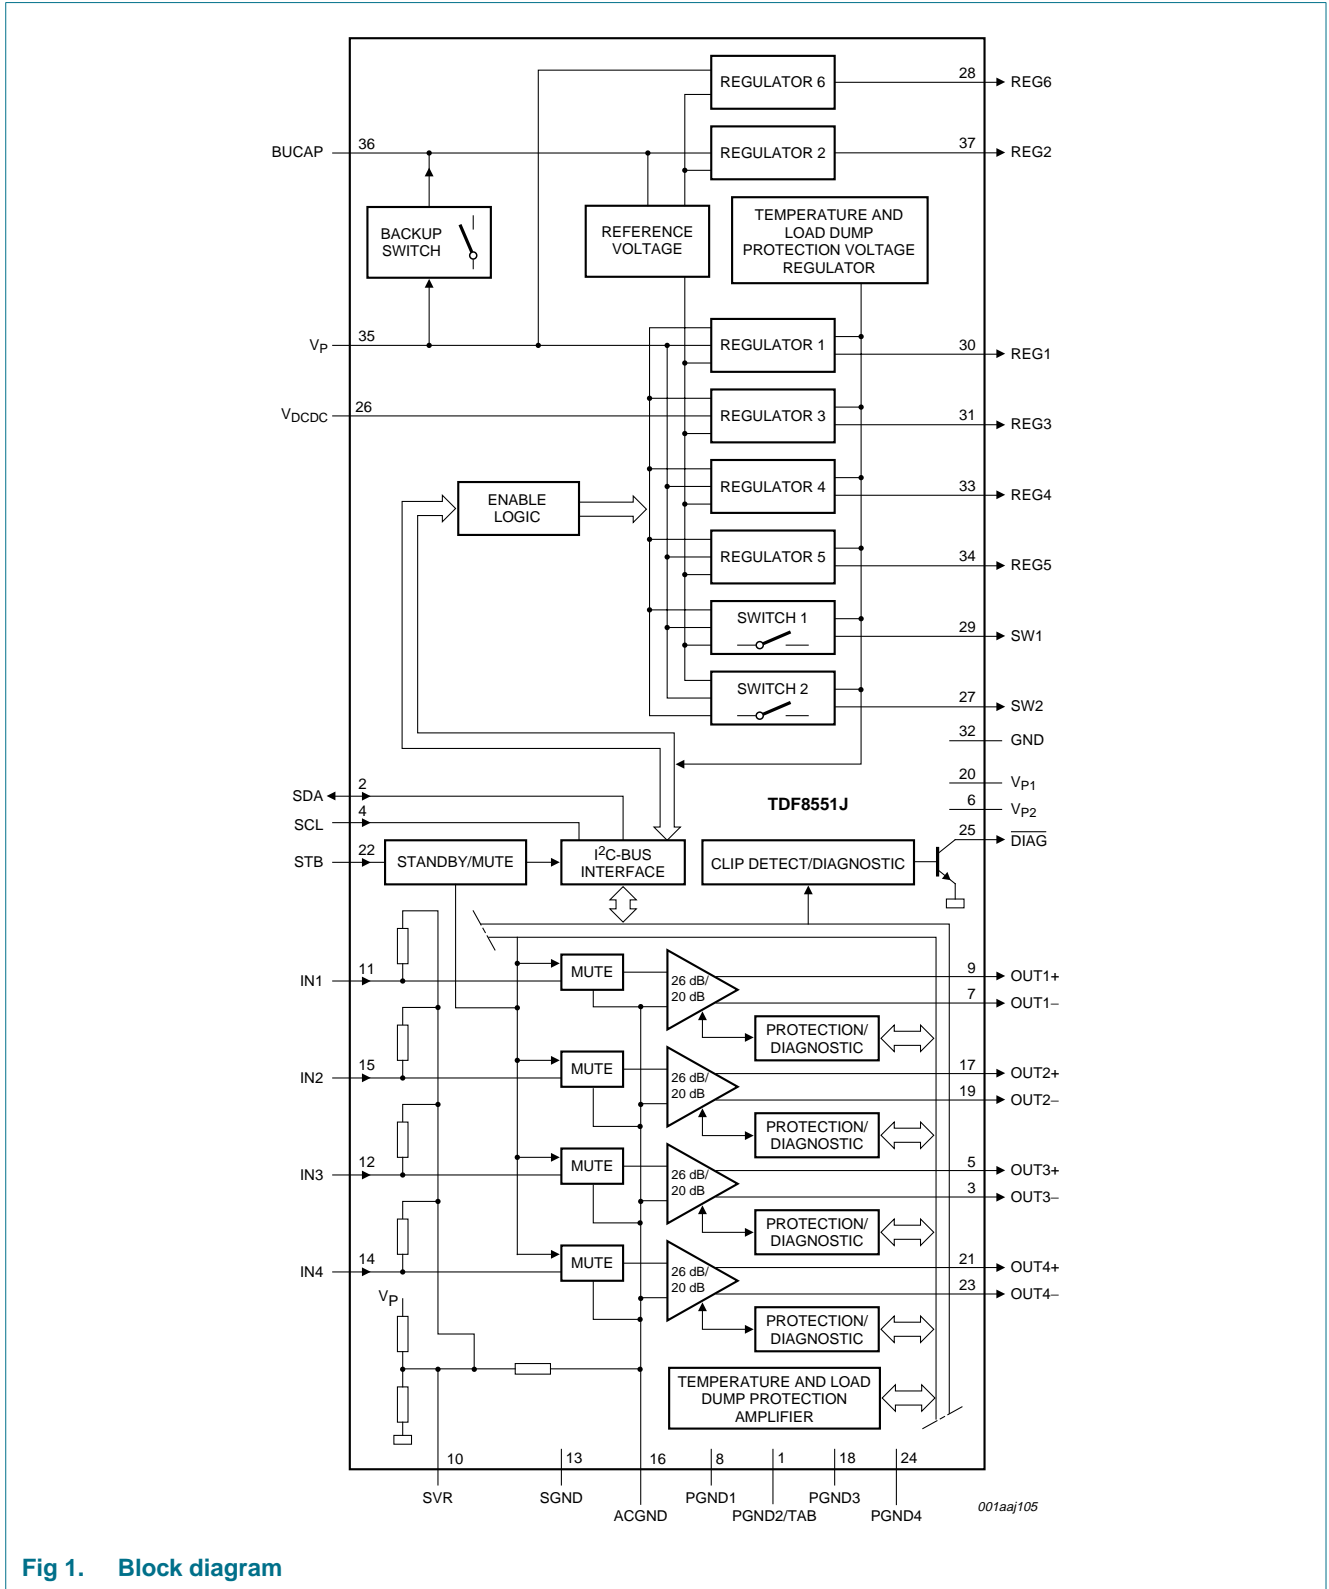 REGULATOR 6
28
REG6
BUCAP
36
REGULATOR 2
37
REG2
BACKUP
SWITCH
REFERENCE
VOLTAGE
TEMPERATURE AND
LOAD DUMP
PROTECTION VOLTAGE
REGULATOR
VP
35
REGULATOR 1
30
REG1
VDCDC
26
REGULATOR 3
31
REG3
ENABLE
LOGIC
REGULATOR 4
33
REG4
REGULATOR 5
34
REG5
SWITCH 1
29
SW1
SWITCH 2
27
SW2
32
GND
20
VP1
6
VP2
TDF8551J
SDA
2
SCL
4
STB
22
STANDBY/MUTE
I2C-BUS
INTERFACE
CLIP DETECT/DIAGNOSTIC
25
DIAG
IN1
11
MUTE
26 dB/
20 dB
9
OUT1+
7
OUT1−
PROTECTION/
DIAGNOSTIC
IN2
15
MUTE
26 dB/
20 dB
17
OUT2+
19
OUT2−
PROTECTION/
DIAGNOSTIC
IN3
12
MUTE
26 dB/
20 dB
5
OUT3+
3
OUT3−
PROTECTION/
DIAGNOSTIC
IN4
14
MUTE
26 dB/
20 dB
21
OUT4+
23
OUT4−
PROTECTION/
DIAGNOSTIC
VP
TEMPERATURE AND LOAD
DUMP PROTECTION
AMPLIFIER
10
13
16
8
1
18
24
SVR
SGND
ACGND
PGND1
PGND2/TAB
PGND3
PGND4
001aaj105
Fig 1. Block diagram